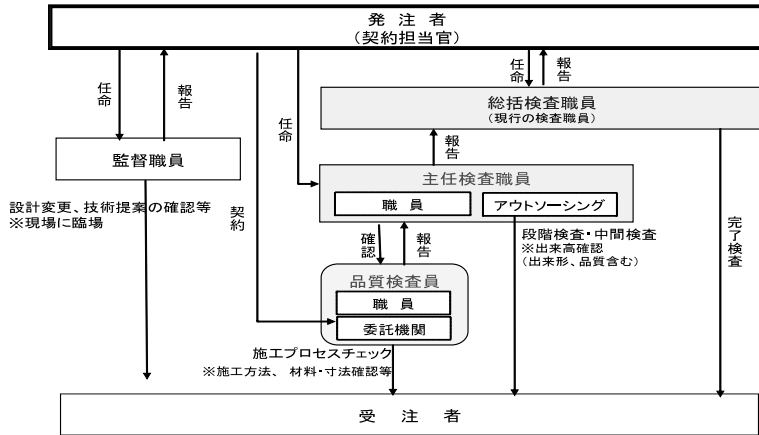 発 注 者
(契約担当官)
任命
報告
任命
報告
総括検査職員
(現行の検査職員)
任命
報告
監督職員
主任検査職員
職 員
アウトソーシング
設計変更、技術提案の確認等
※現場に臨場
契約
確認
報告
段階検査・中間検査
※出来高確認
(出来形、品質含む)
完了検査
品質検査員
職 員
委託機関
施工プロセスチェック
※施工方法、 材料・寸法確認等
受 注 者